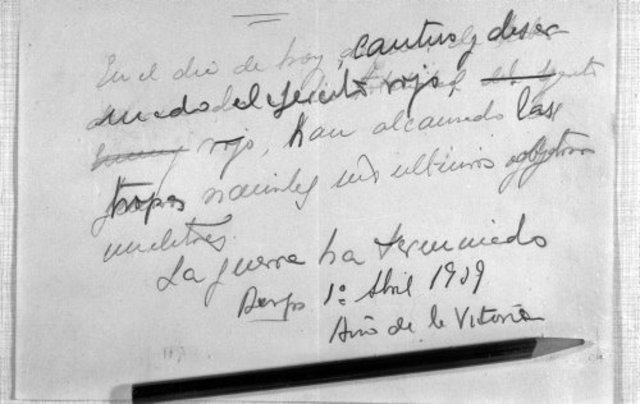 En el dia de hoy, cautivo y desar
mado el Ejercito rojo,
rojo, han alcanzado las
tropas nacionales sus ultimos objetivos
militares.
La guerra ha terminado
Burgos 1º Abril 1939
Año de la Victoria